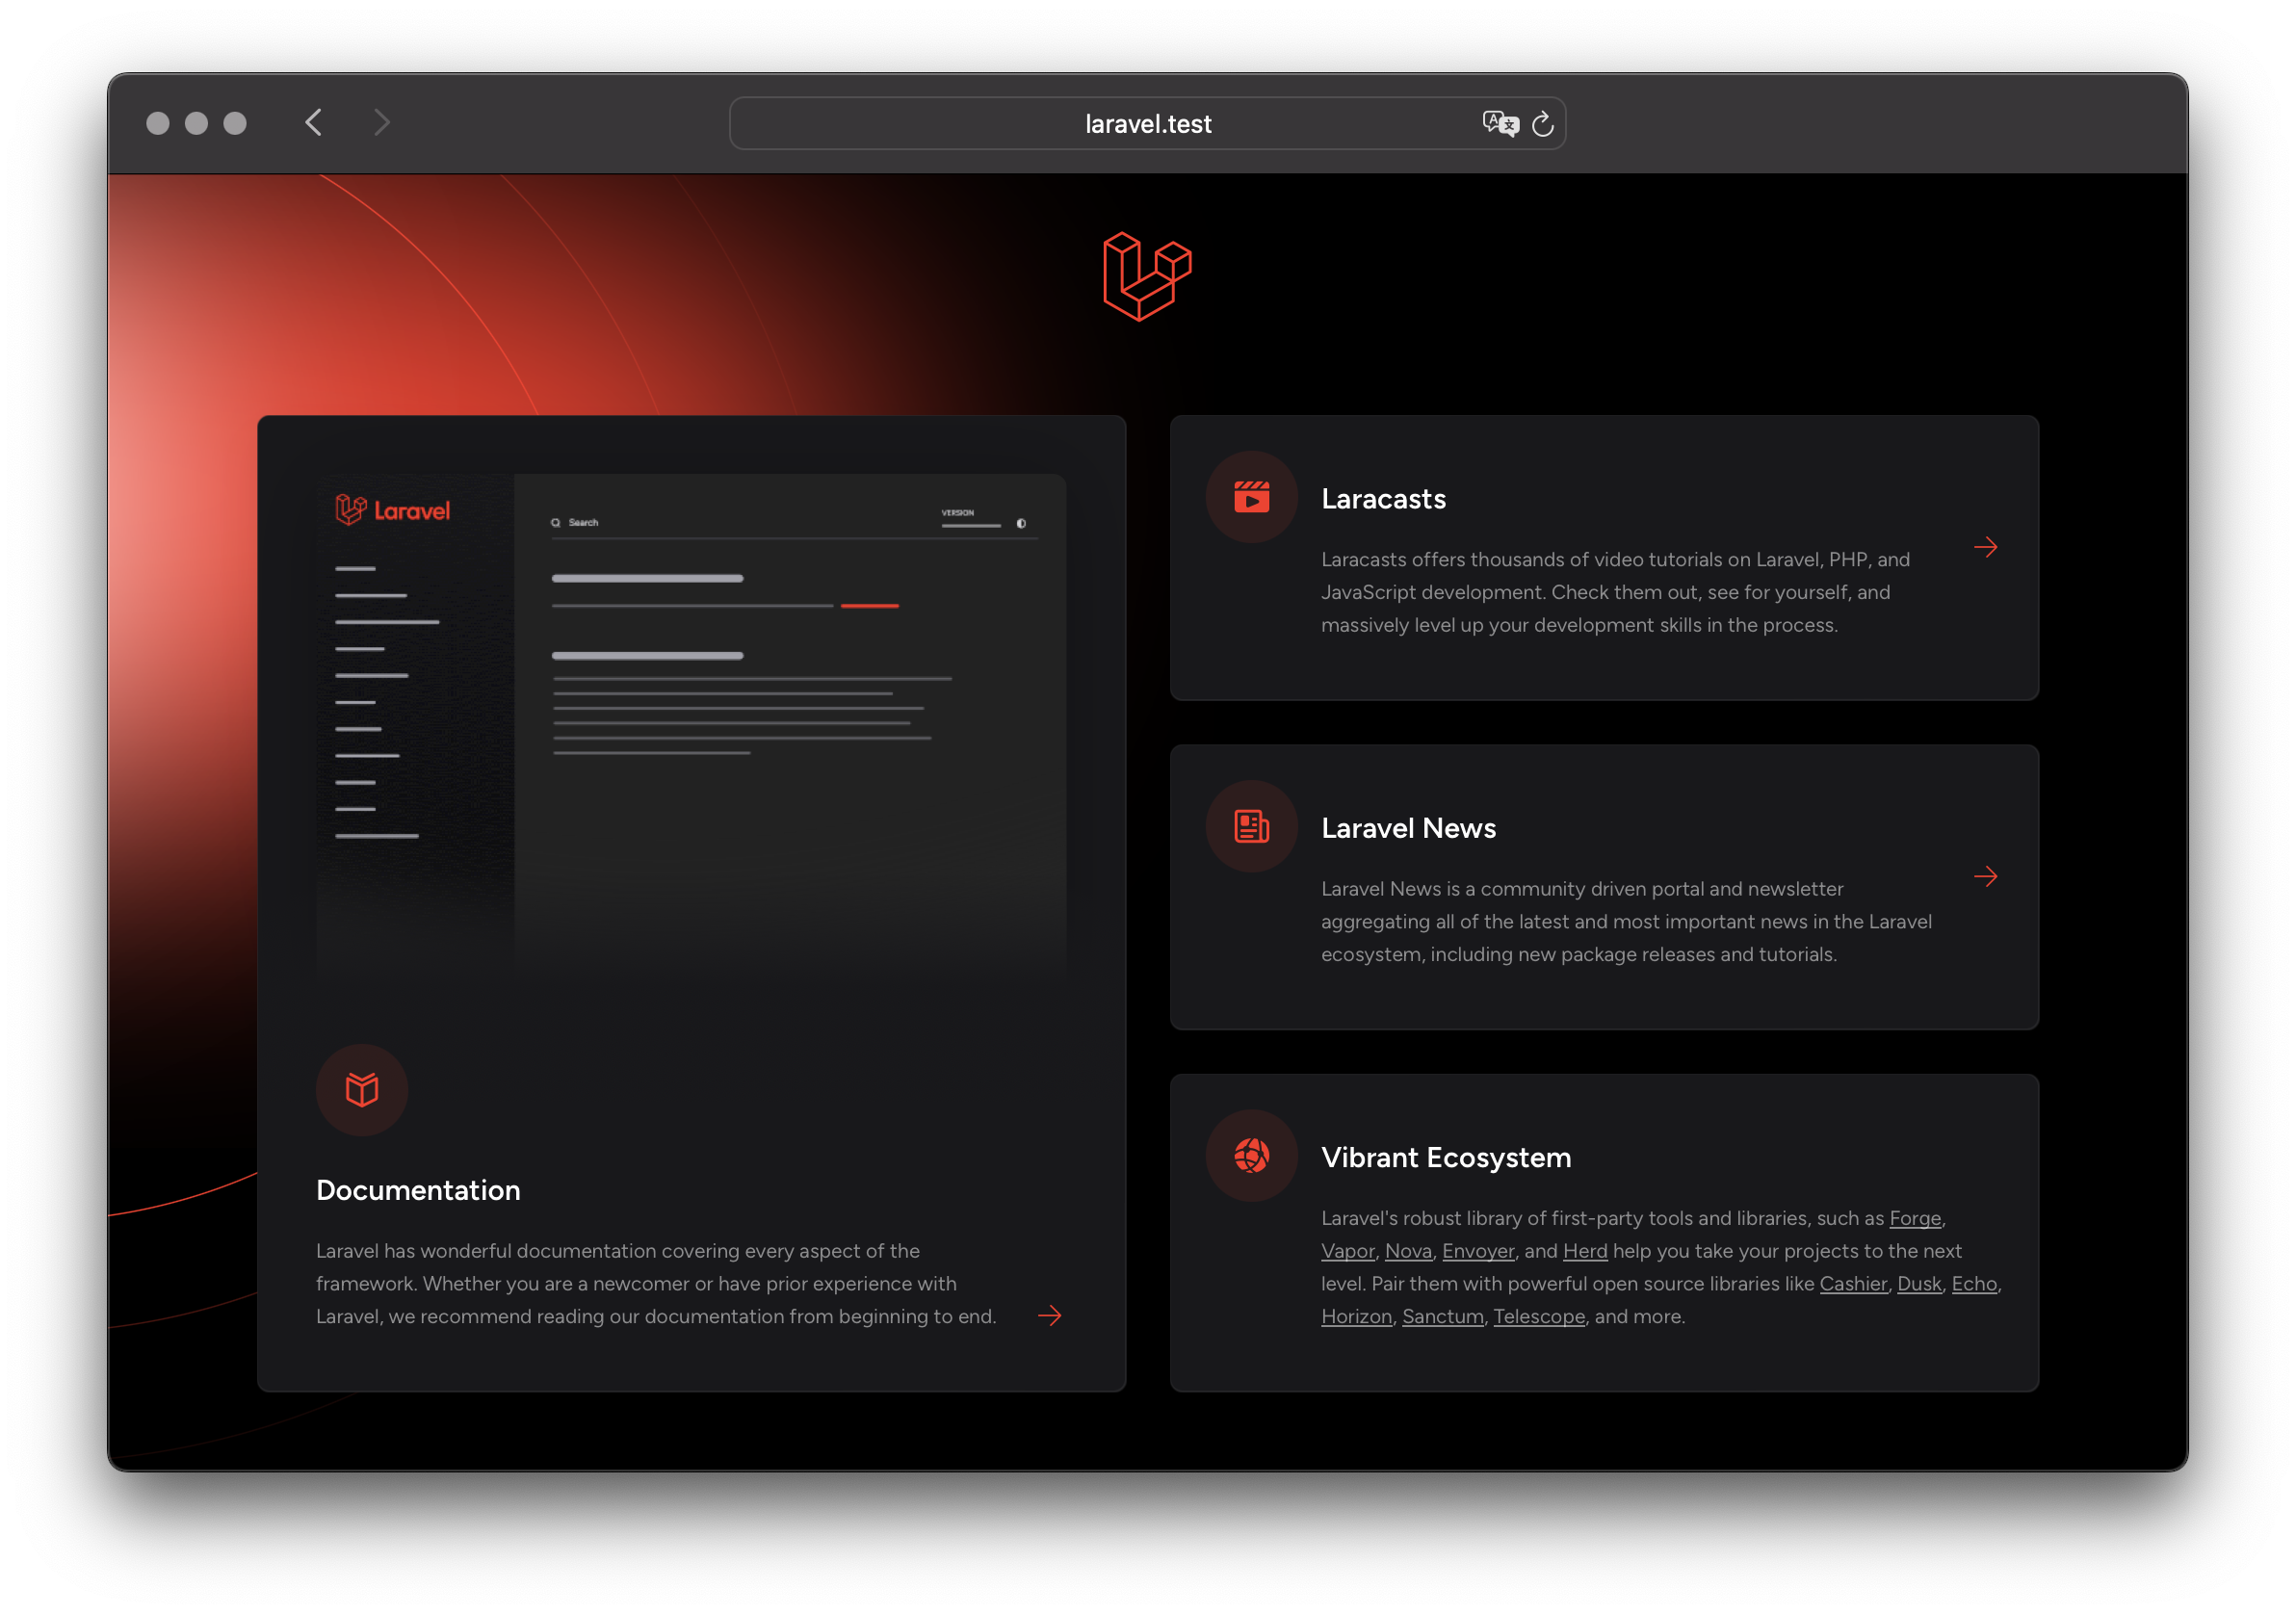 laravel.test
Laravel
Search
VERSION
Documentation
Laravel has wonderful documentation covering every aspect of the
framework. Whether you are a newcomer or have prior experience with
Laravel, we recommend reading our documentation from beginning to end.
Laracasts
Laracasts offers thousands of video tutorials on Laravel, PHP, and
JavaScript development. Check them out, see for yourself, and
massively level up your development skills in the process.
Laravel News
Laravel News is a community driven portal and newsletter
aggregating all of the latest and most important news in the Laravel
ecosystem, including new package releases and tutorials.
Vibrant Ecosystem
Laravel's robust library of first-party tools and libraries, such as Forge,
Vapor, Nova, Envoyer, and Herd help you take your projects to the next
level. Pair them with powerful open source libraries like Cashier, Dusk, Echo,
Horizon, Sanctum, Telescope, and more.